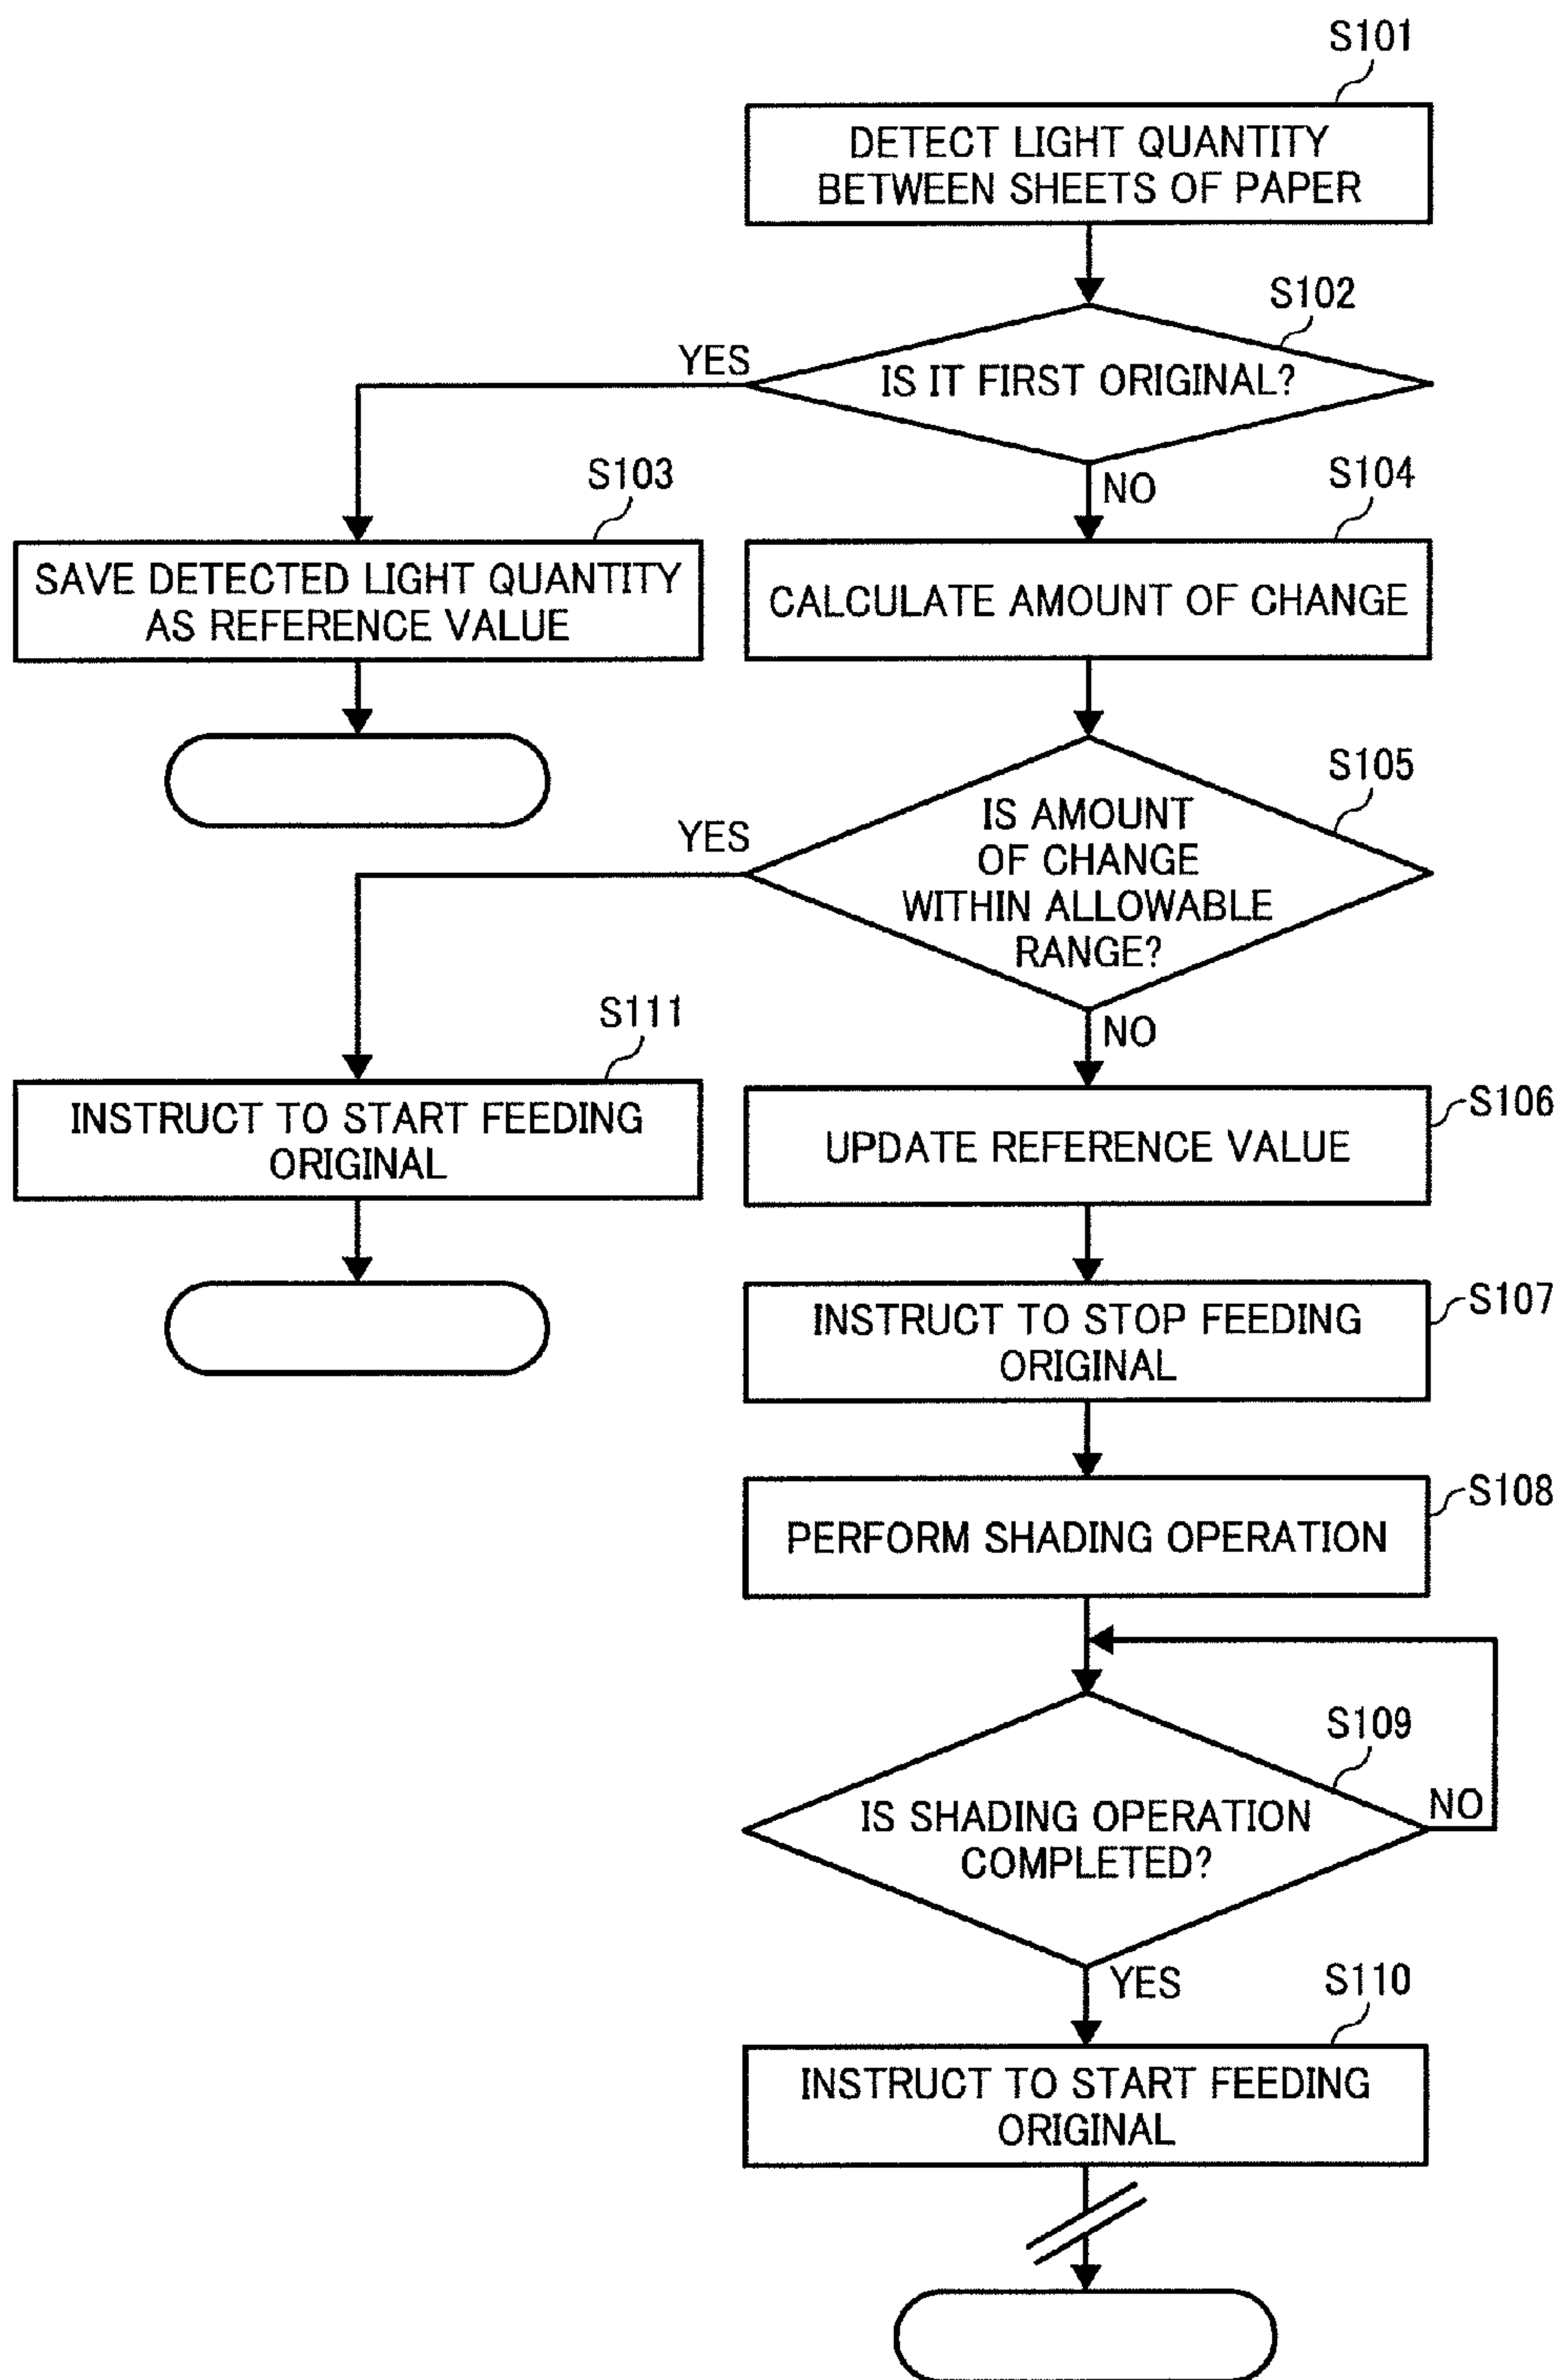 S101
DETECT LIGHT QUANTITY
BETWEEN SHEETS OF PAPER
S102
YES
IS IT FIRST ORIGINAL?
NO
S103
SAVE DETECTED LIGHT QUANTITY
AS REFERENCE VALUE
S104
CALCULATE AMOUNT OF CHANGE
S105
YES
IS AMOUNT
OF CHANGE
WITHIN ALLOWABLE
RANGE?
NO
S111
INSTRUCT TO START FEEDING
ORIGINAL
S106
UPDATE REFERENCE VALUE
S107
INSTRUCT TO STOP FEEDING
ORIGINAL
S108
PERFORM SHADING OPERATION
S109
NO
IS SHADING OPERATION
COMPLETED?
YES
S110
INSTRUCT TO START FEEDING
ORIGINAL